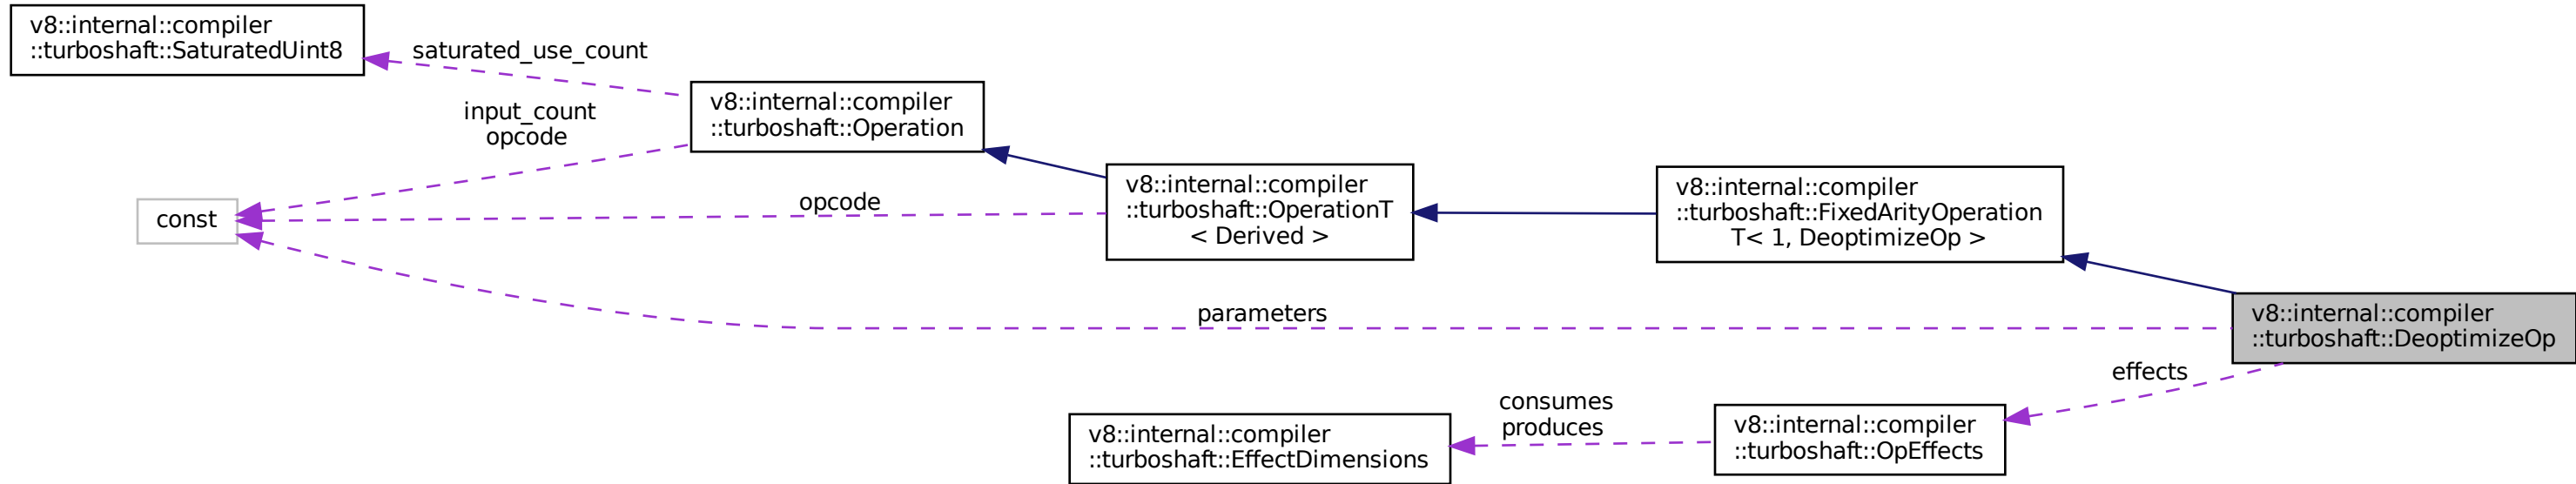 v8::internal::compiler
::turboshaft::SaturatedUint8
saturated_use_count
input_count
opcode
v8::internal::compiler
::turboshaft::Operation
const
opcode
v8::internal::compiler
::turboshaft::OperationT
< Derived >
v8::internal::compiler
::turboshaft::FixedArityOperation
T< 1, DeoptimizeOp >
parameters
v8::internal::compiler
::turboshaft::DeoptimizeOp
effects
consumes
produces
v8::internal::compiler
::turboshaft::EffectDimensions
v8::internal::compiler
::turboshaft::OpEffects